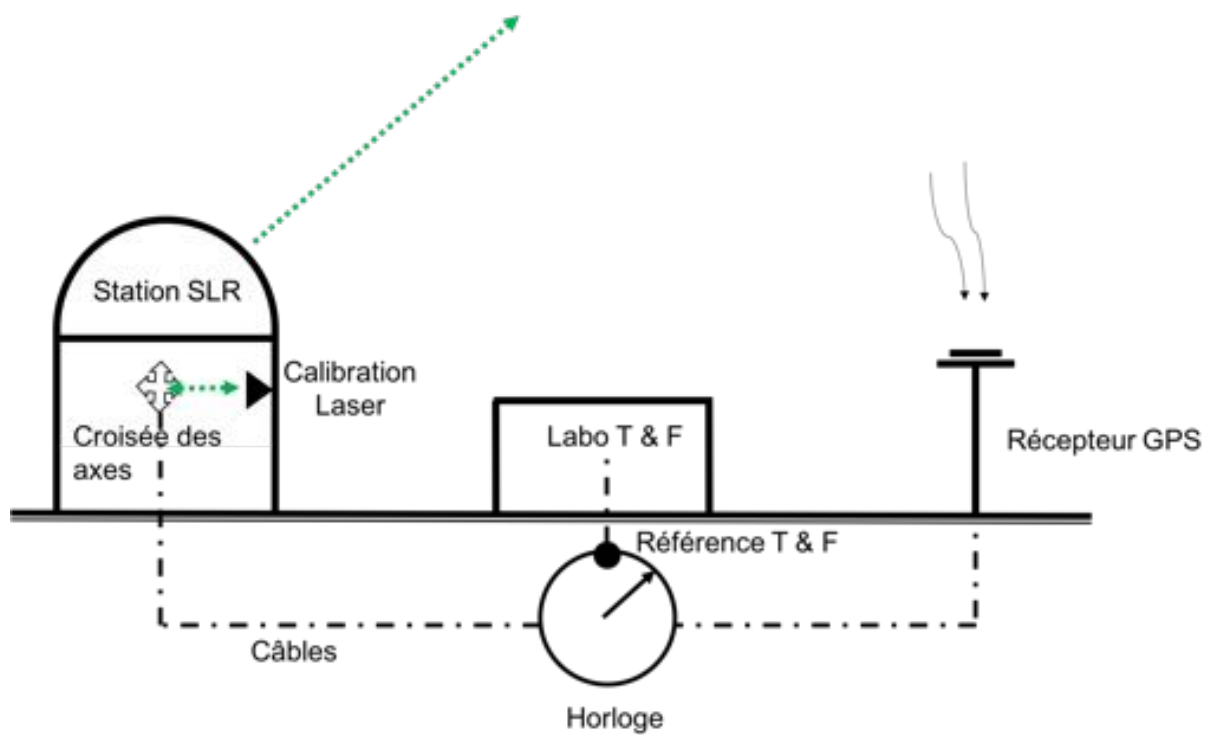 Station SLR
Calibration
Laser
Croisée des
axes
Labo T & F
Récepteur GPS
Référence T & F
Câbles
Horloge